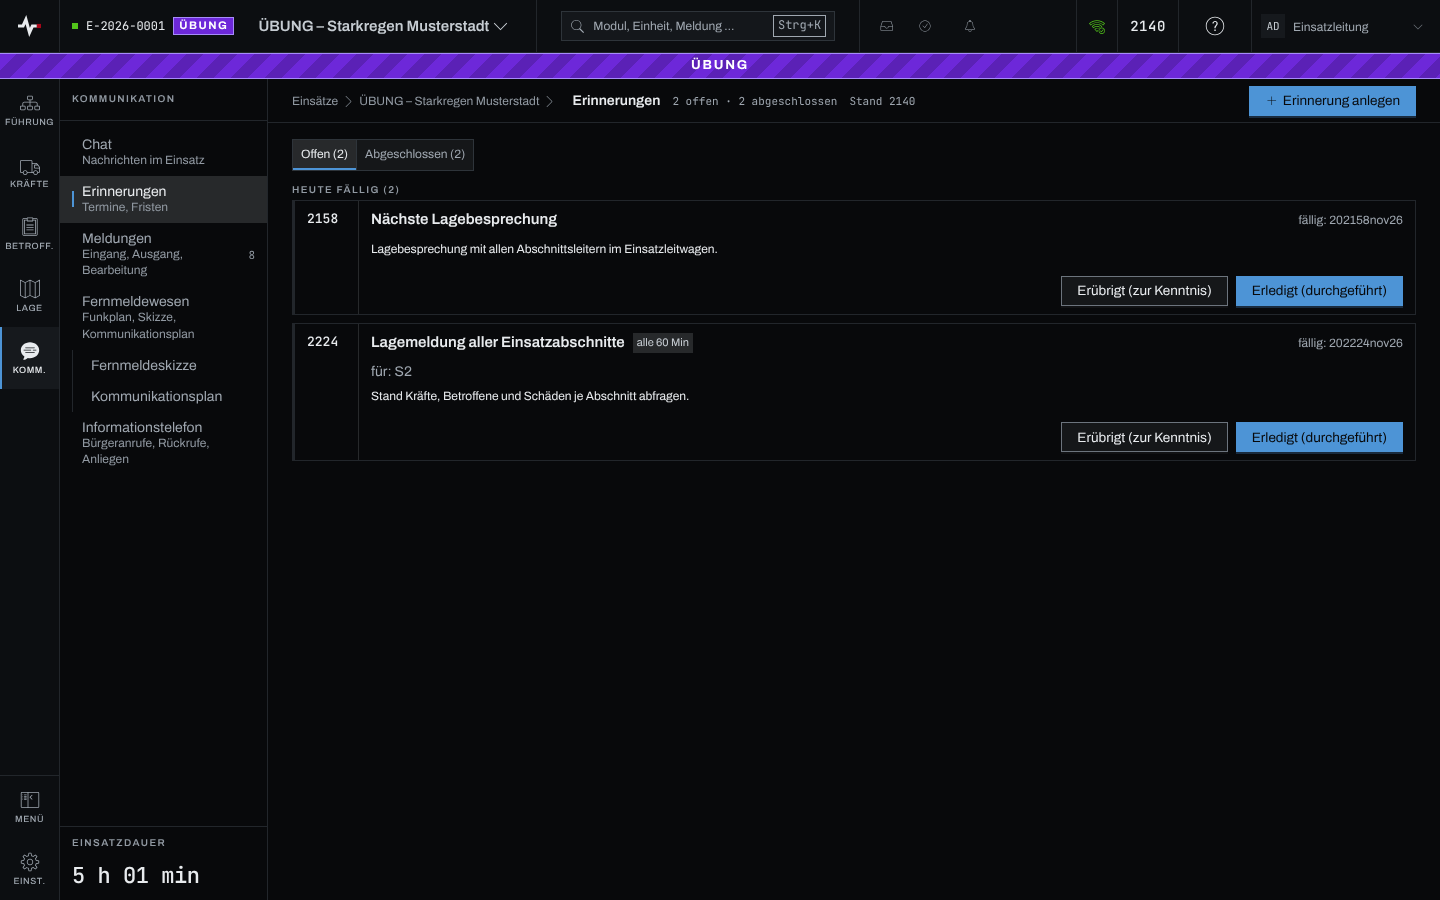 E-2026-0001 ÜBUNG ÜBUNG – Starkregen Musterstadt Modul, Einheit, Meldung ... Strg+K 2140 ? AD Einsatzleitung
ÜBUNG
FÜHRUNG
KRÄFTE
BETROFF.
LAGE
KOMM.
MENÜ
EINST.
KOMMUNIKATION
Chat
Nachrichten im Einsatz
Erinnerungen
Termine, Fristen
Meldungen
Eingang, Ausgang,
Bearbeitung
8
Fernmeldewesen
Funkplan, Skizze,
Kommunikationsplan
Fernmeldeskizze
Kommunikationsplan
Informationstelefon
Bürgeranrufe, Rückrufe,
Anliegen
EINSATZDAUER
5 h 01 min
Einsätze ÜBUNG – Starkregen Musterstadt Erinnerungen 2 offen · 2 abgeschlossen Stand 2140
+ Erinnerung anlegen
Offen (2) Abgeschlossen (2)
HEUTE FÄLLIG (2)
2158 Nächste Lagebesprechung fällig: 202158nov26
Lagebesprechung mit allen Abschnittsleitern im Einsatzleitwagen.
Erübrigt (zur Kenntnis) Erledigt (durchgeführt)
2224 Lagemeldung aller Einsatzabschnitte alle 60 Min fällig: 202224nov26
für: S2
Stand Kräfte, Betroffene und Schäden je Abschnitt abfragen.
Erübrigt (zur Kenntnis) Erledigt (durchgeführt)